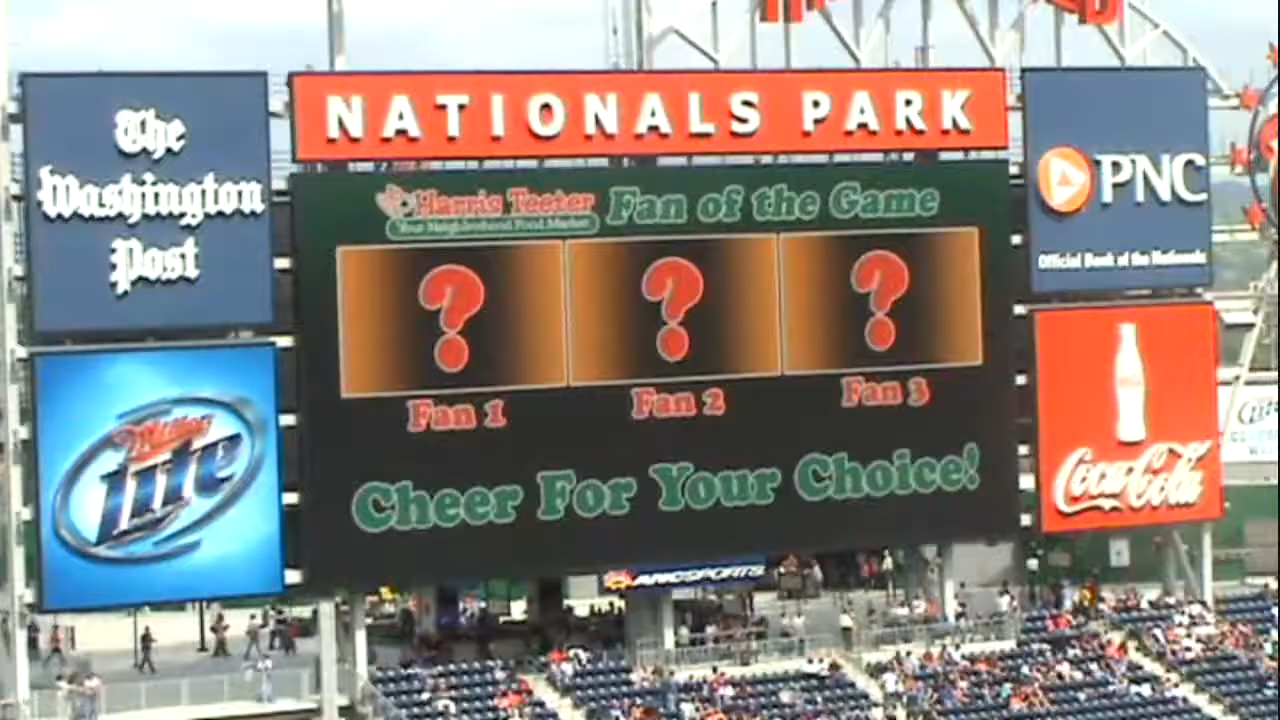 NATIONALS PARK
The
Washington
Post
PNC
Official Bank of the Nationals
Harris Teeter
Your Neighborhood Food Market
Fan of the Game
? ? ?
Fan 1 Fan 2 Fan 3
Cheer For Your Choice!
Miller
Lite
Coca-Cola